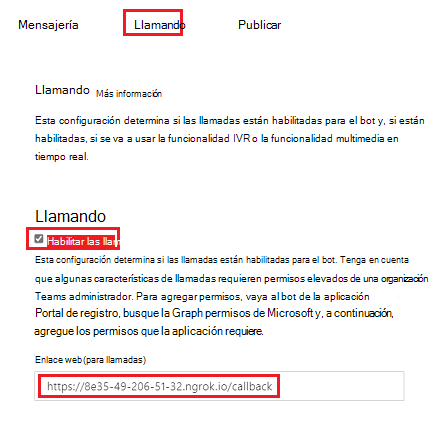 Mensajería Llamando Publicar
Llamando Más información
Esta configuración determina si las llamadas están habilitadas para el bot y, si están
habilitadas, si se va a usar la funcionalidad IVR o la funcionalidad multimedia en
tiempo real.
Llamando
Habilitar las llam
Esta configuración determina si las llamadas están habilitadas para el bot. Tenga en cuenta
que algunas características de llamadas requieren permisos elevados de una organización
Teams administrador. Para agregar permisos, vaya al bot de la aplicación
Portal de registro, busque la Graph permisos de Microsoft y, a continuación,
agregue los permisos que la aplicación requiere.
Enlace web (para llamadas)
https://8e35-49-206-51-32.ngrok.io/callback